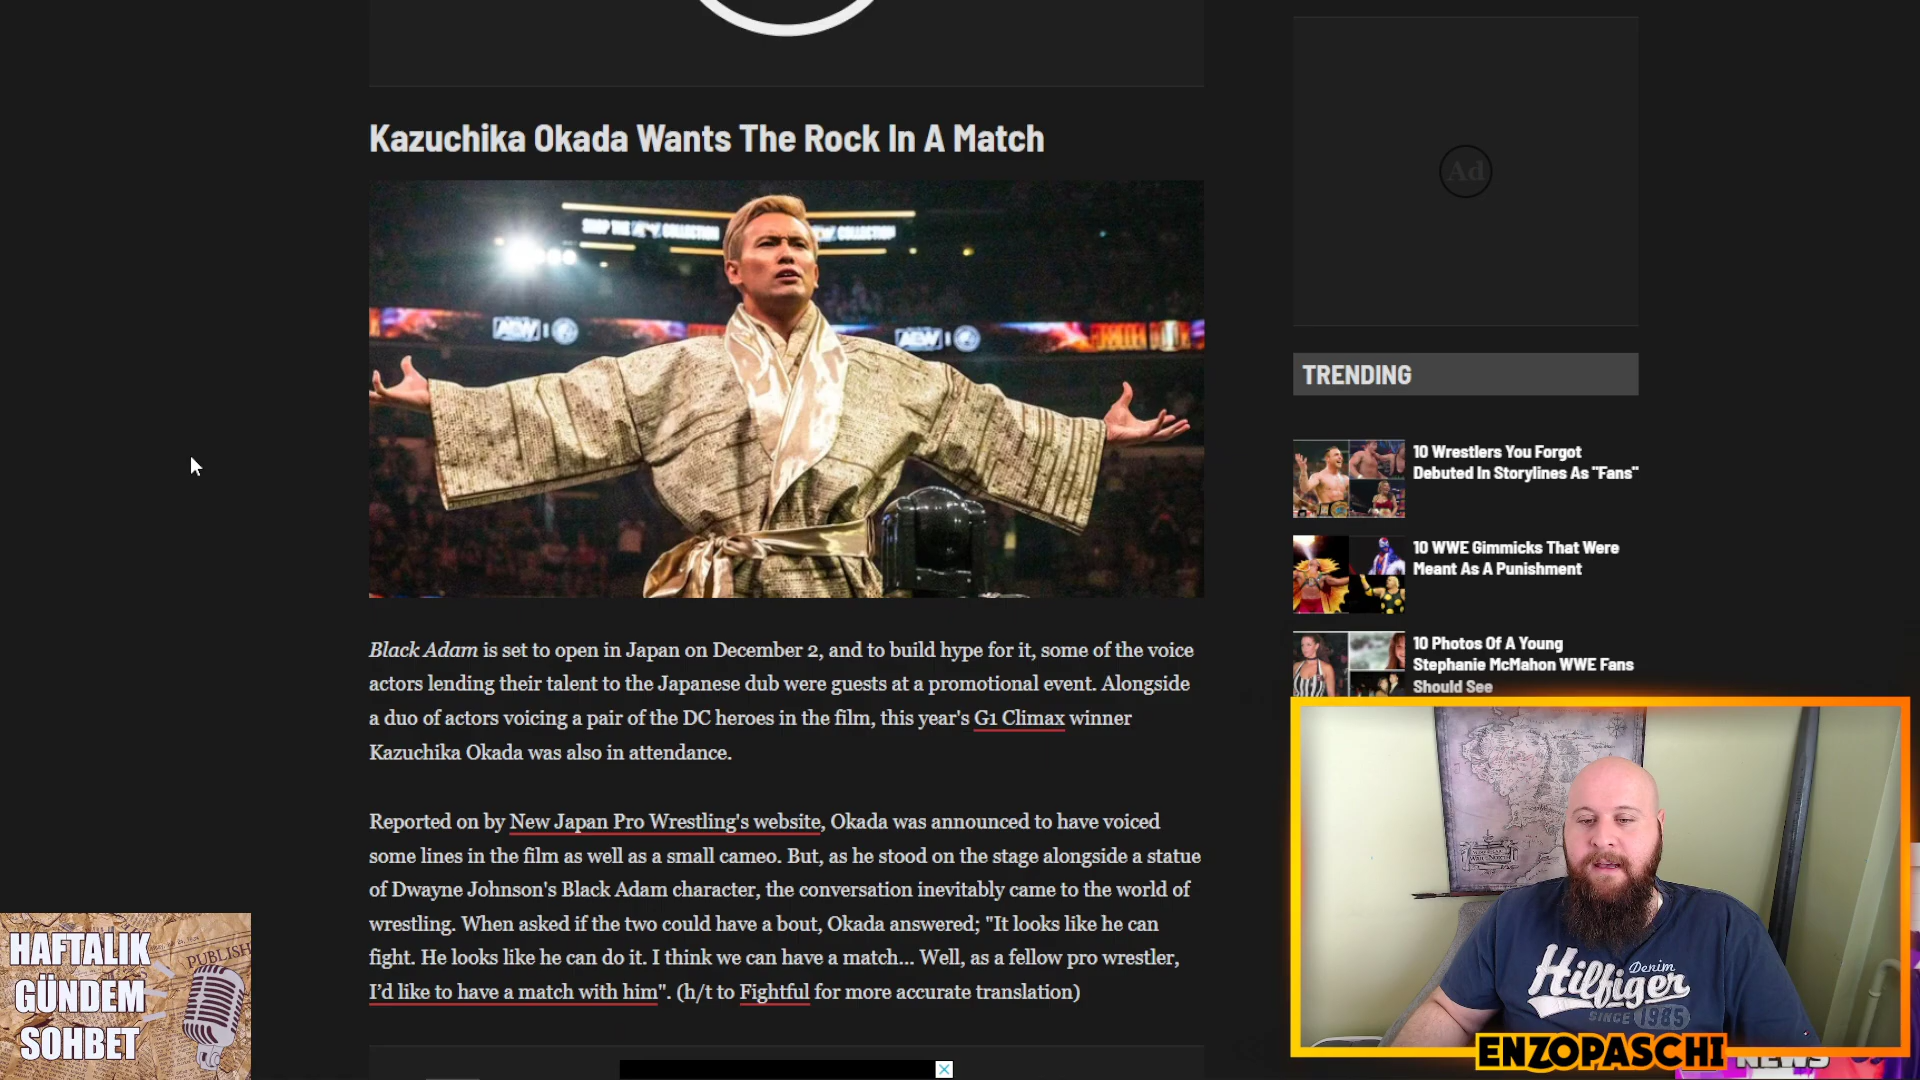 Kazuchika Okada Wants The Rock In A Match
SHOP THE COLLECTION
COLLECTION
AEW
AEW
Black Adam is set to open in Japan on December 2, and to build hype for it, some of the voice
actors lending their talent to the Japanese dub were guests at a promotional event. Alongside
a duo of actors voicing a pair of the DC heroes in the film, this year's G1 Climax winner
Kazuchika Okada was also in attendance.
Reported on by New Japan Pro Wrestling's website, Okada was announced to have voiced
some lines in the film as well as a small cameo. But, as he stood on the stage alongside a statue
of Dwayne Johnson's Black Adam character, the conversation inevitably came to the world of
wrestling. When asked if the two could have a bout, Okada answered; "It looks like he can
fight. He looks like he can do it. I think we can have a match... Well, as a fellow pro wrestler,
I’d like to have a match with him". (h/t to Fightful for more accurate translation)
Ad
TRENDING
10 Wrestlers You Forgot
Debuted In Storylines As "Fans"
10 WWE Gimmicks That Were
Meant As A Punishment
10 Photos Of A Young
Stephanie McMahon WWE Fans
Should See
HAFTALIK
GÜNDEM
SOHBET
PUBLISH
Hilfiger
Denim
SINCE 1985
ENZOPASCHI
NEWS